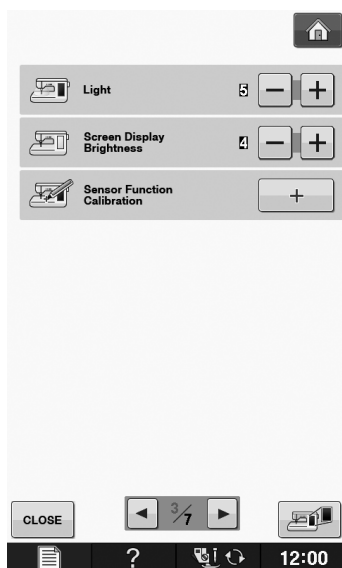 Light 5 − +
Screen Display
Brightness 4 − +
Sensor Function
Calibration +
CLOSE 3/7
? 12:00